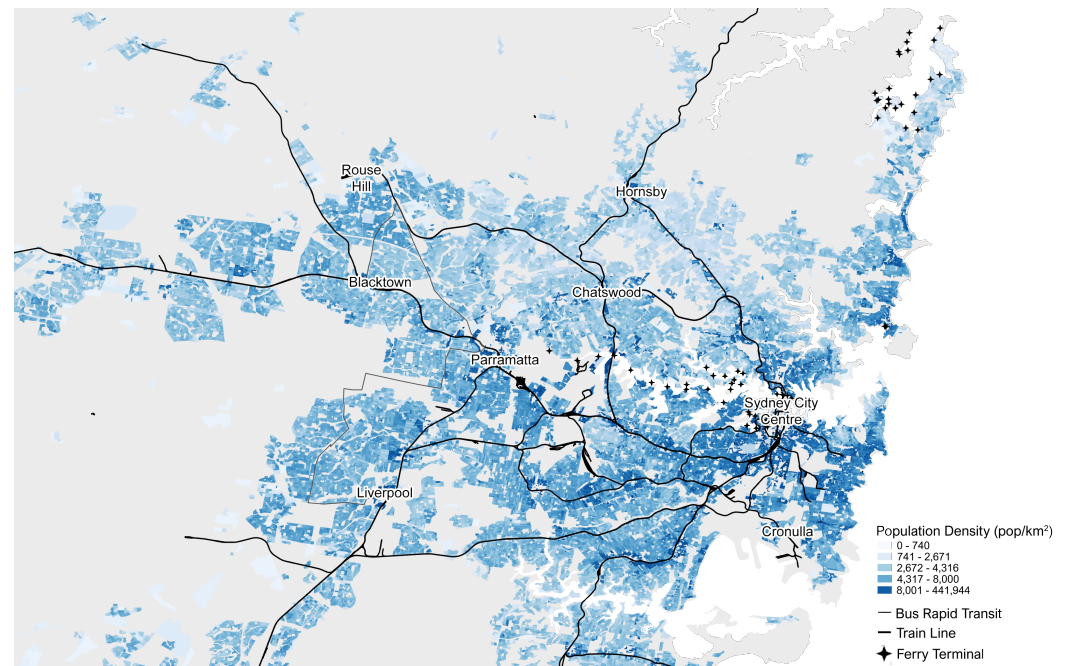 Rouse
Hill
Hornsby
Blacktown
Chatswood
Parramatta
Sydney City
Centre
Liverpool
Cronulla
Population Density (pop/km²)
0 - 740
741 - 2,671
2,672 - 4,316
4,317 - 8,000
8,001 - 441,944
Bus Rapid Transit
Train Line
Ferry Terminal